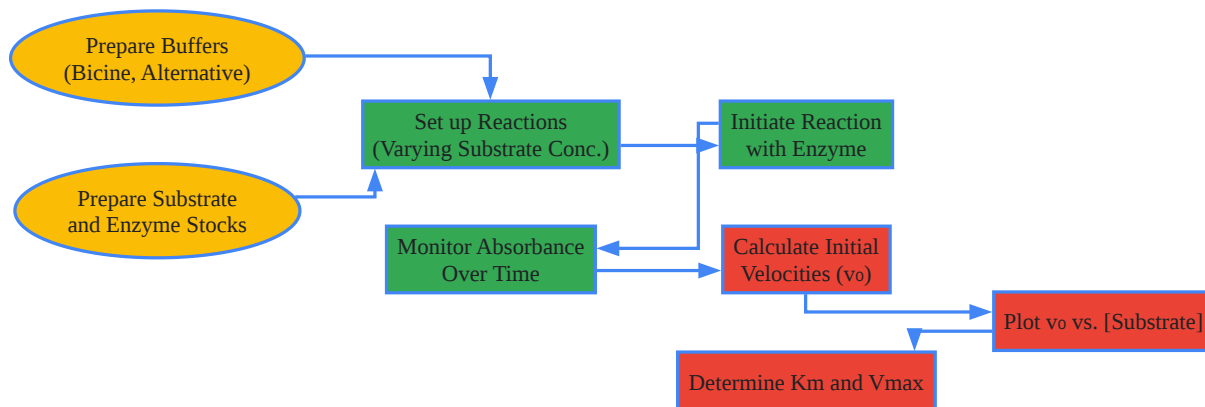 Prepare Buffers
(Bicine, Alternative)
Set up Reactions
(Varying Substrate Conc.)
Initiate Reaction
with Enzyme
Prepare Substrate
and Enzyme Stocks
Monitor Absorbance
Over Time
Calculate Initial
Velocities (v₀)
Plot v₀ vs. [Substrate]
Determine Km and Vmax